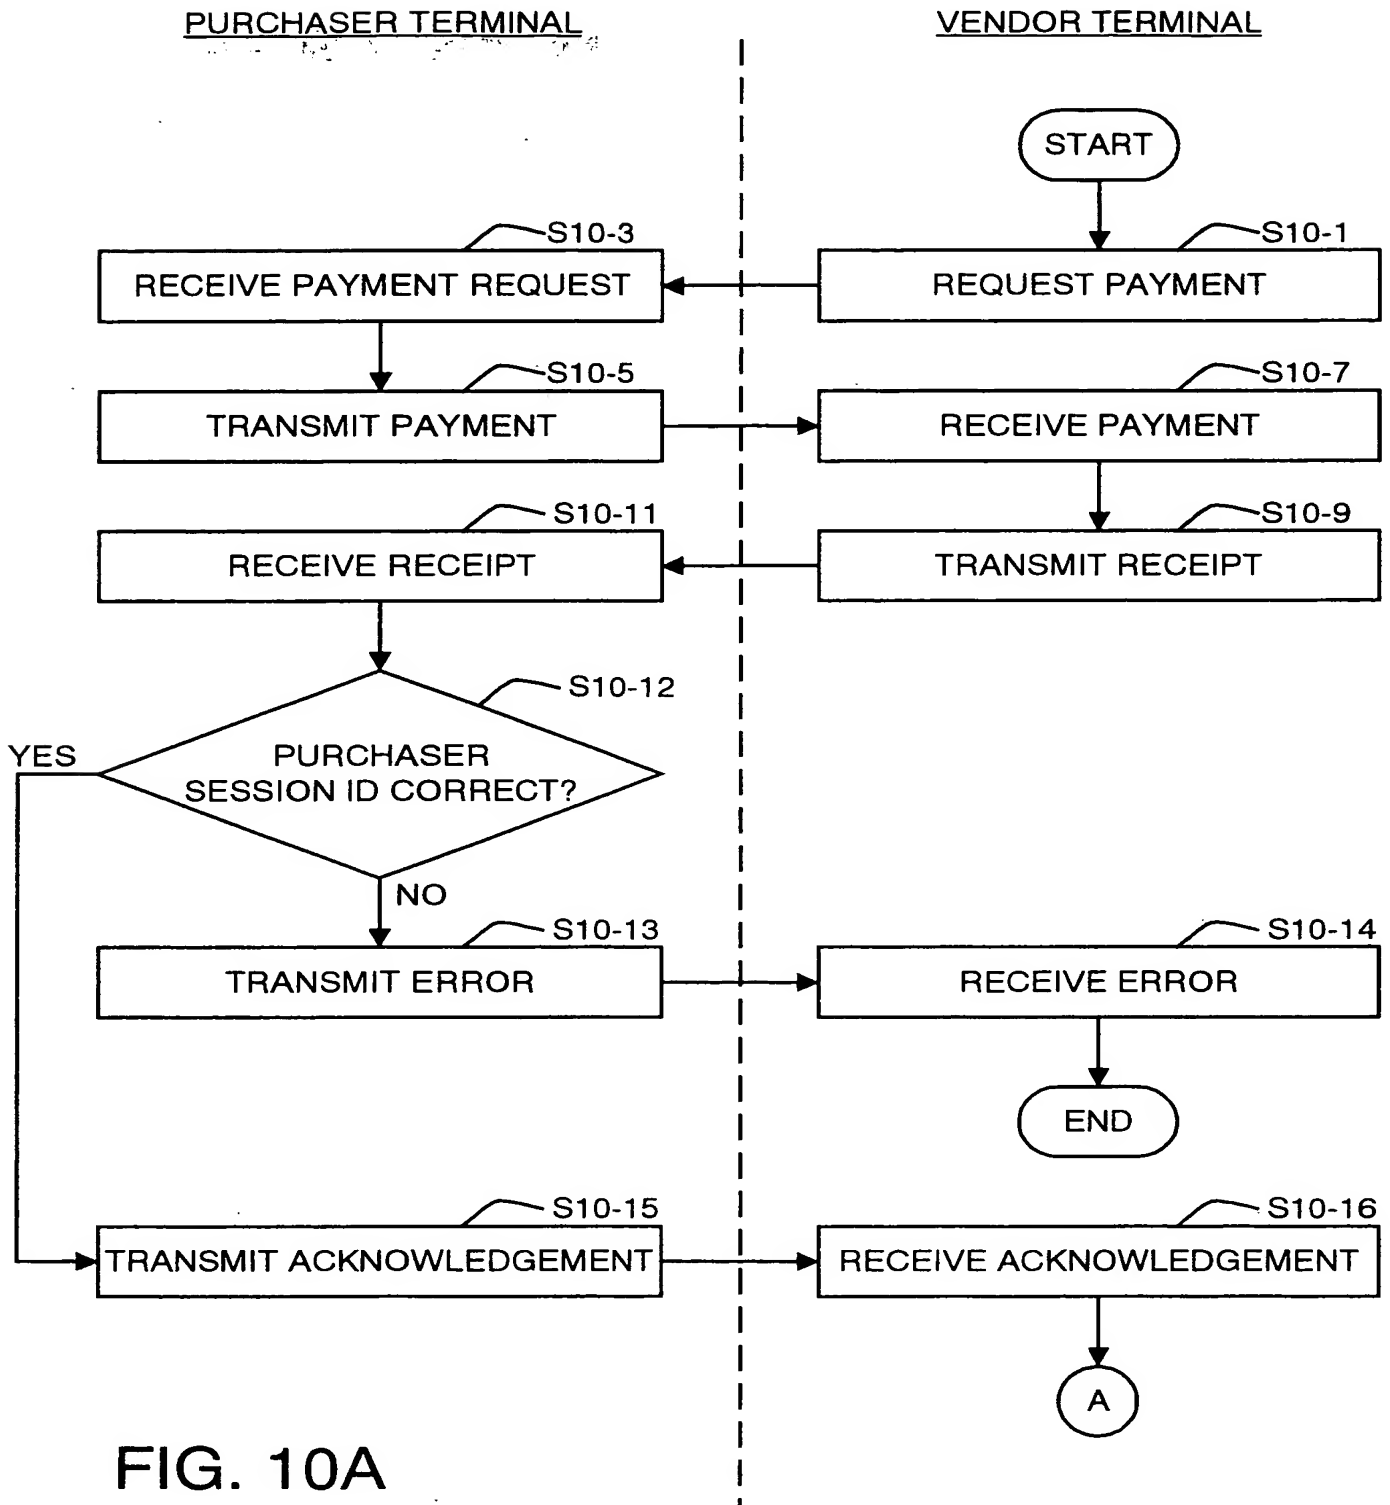 PURCHASER TERMINAL
VENDOR TERMINAL
START
S10-3
S10-1
RECEIVE PAYMENT REQUEST
REQUEST PAYMENT
S10-5
S10-7
TRANSMIT PAYMENT
RECEIVE PAYMENT
S10-11
S10-9
RECEIVE RECEIPT
TRANSMIT RECEIPT
S10-12
YES
PURCHASER
SESSION ID CORRECT?
NO
S10-13
S10-14
TRANSMIT ERROR
RECEIVE ERROR
END
S10-15
S10-16
TRANSMIT ACKNOWLEDGEMENT
RECEIVE ACKNOWLEDGEMENT
A
FIG. 10A